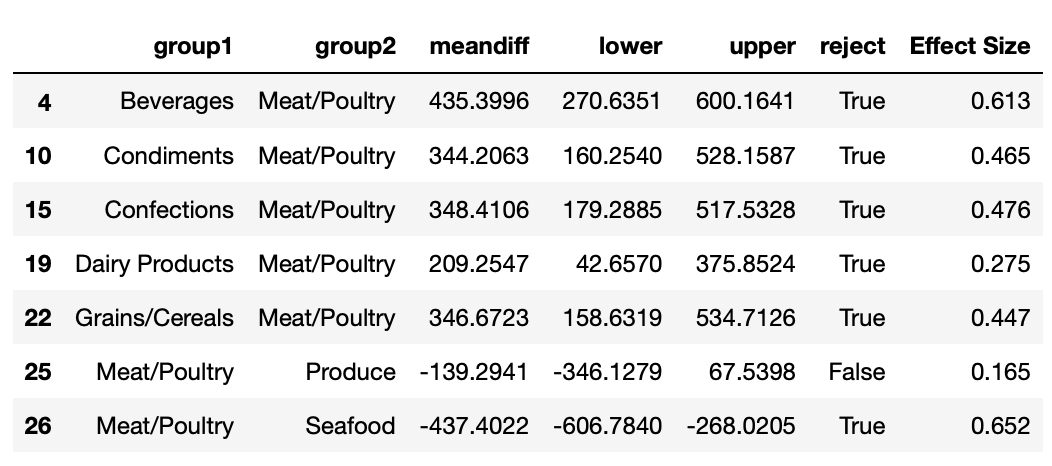 group1 group2 meandiff lower upper reject Effect Size
4 Beverages Meat/Poultry 435.3996 270.6351 600.1641 True 0.613
10 Condiments Meat/Poultry 344.2063 160.2540 528.1587 True 0.465
15 Confections Meat/Poultry 348.4106 179.2885 517.5328 True 0.476
19 Dairy Products Meat/Poultry 209.2547 42.6570 375.8524 True 0.275
22 Grains/Cereals Meat/Poultry 346.6723 158.6319 534.7126 True 0.447
25 Meat/Poultry Produce -139.2941 -346.1279 67.5398 False 0.165
26 Meat/Poultry Seafood -437.4022 -606.7840 -268.0205 True 0.652